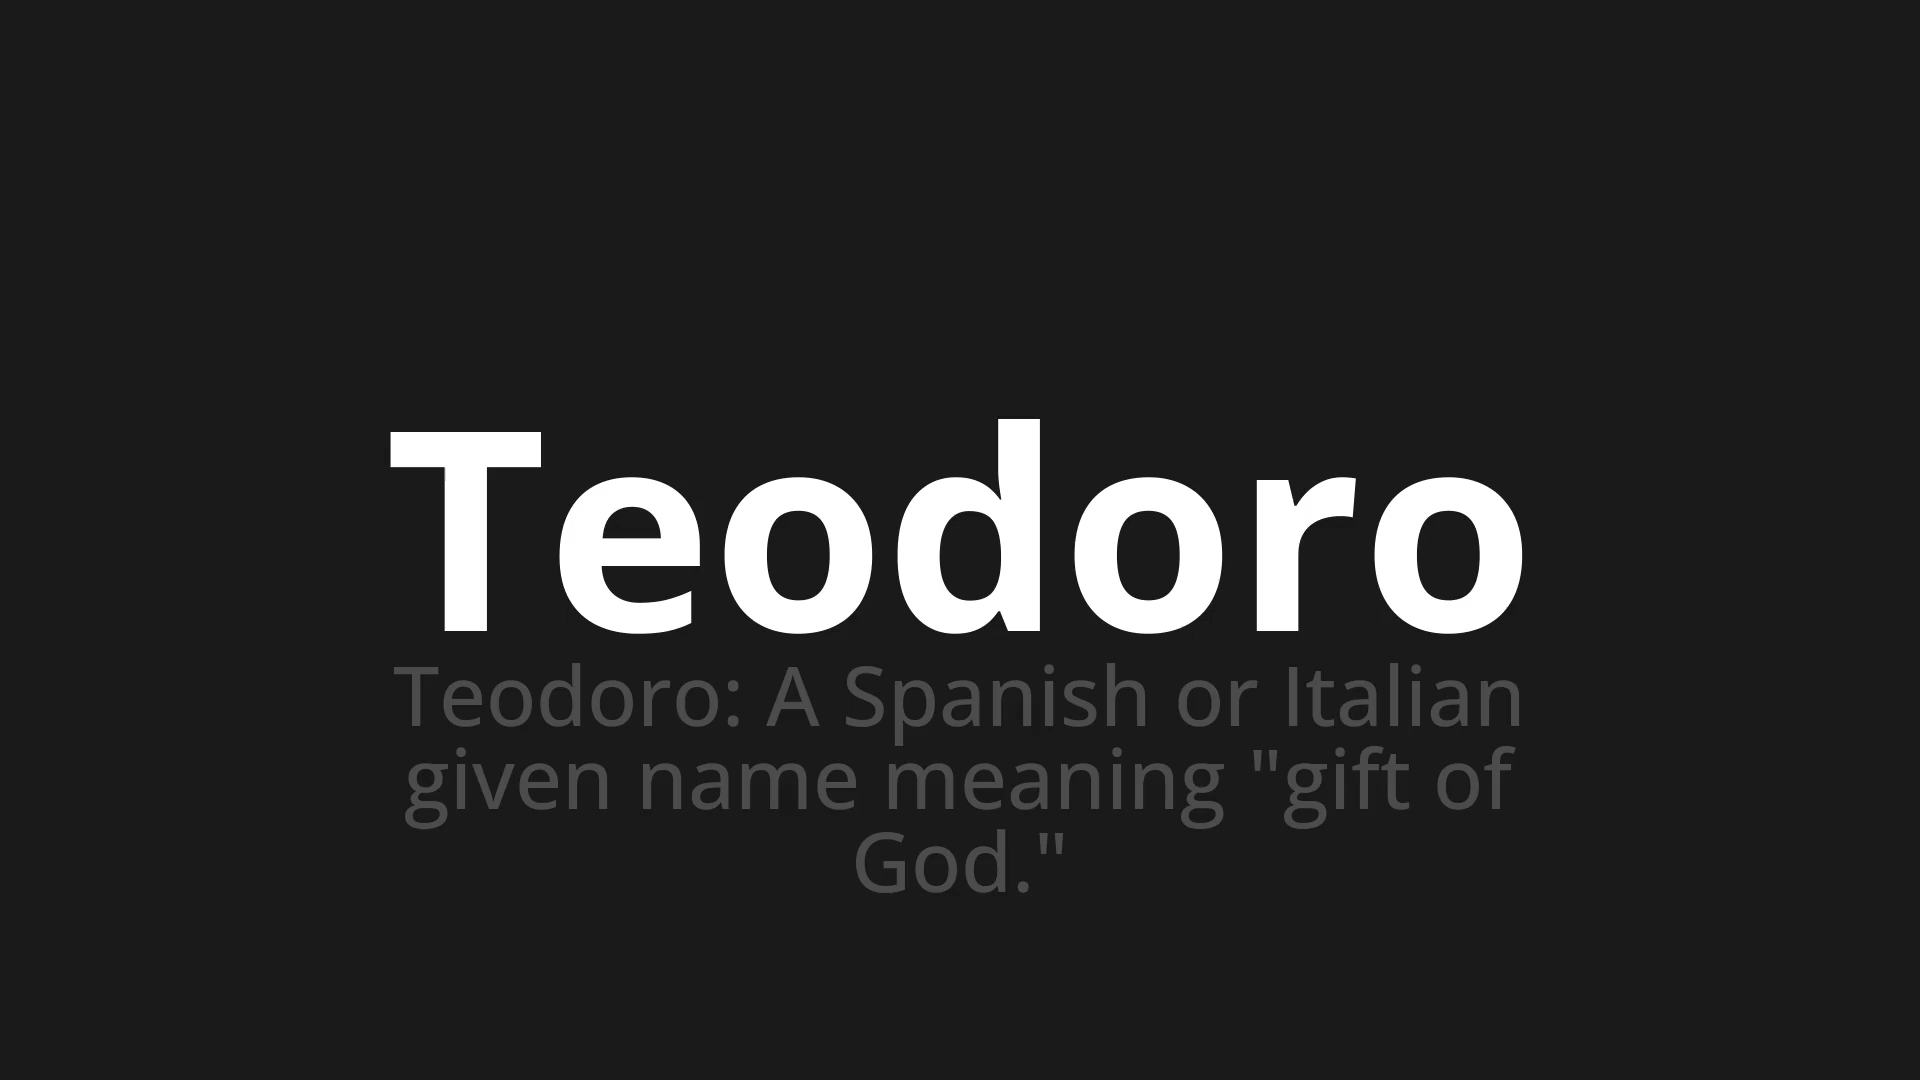 Teodoro
Teodoro: A Spanish or Italian
given name meaning "gift of
God."